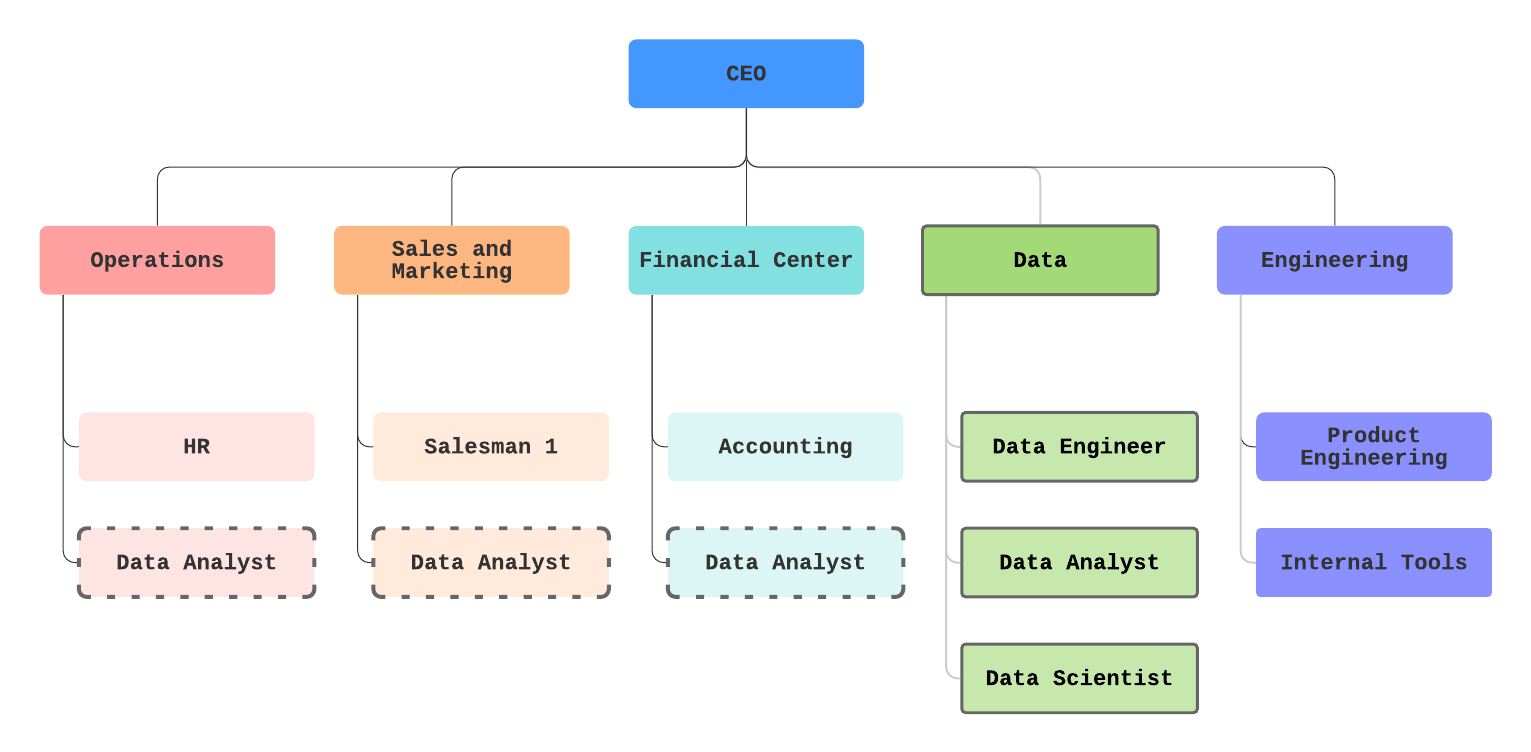 CEO
Operations
Sales and
Marketing
Financial Center
Data
Engineering
HR
Salesman 1
Accounting
Data Engineer
Product
Engineering
Data Analyst
Data Analyst
Data Analyst
Data Analyst
Internal Tools
Data Scientist